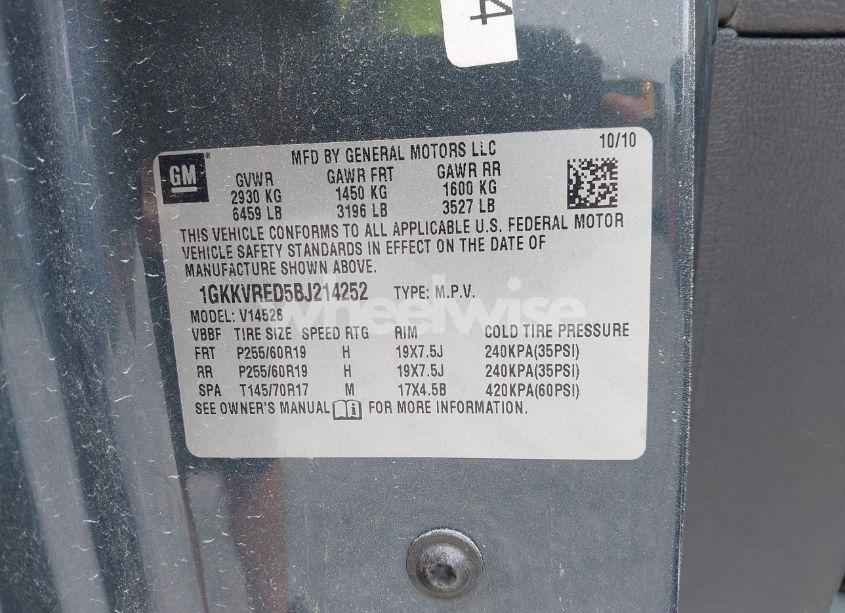 4
GM
MFD BY GENERAL MOTORS LLC 10/10
GVWR GAWR FRT GAWR RR
2930 KG 1450 KG 1600 KG
6459 LB 3196 LB 3527 LB
THIS VEHICLE CONFORMS TO ALL APPLICABLE U.S. FEDERAL MOTOR
VEHICLE SAFETY STANDARDS IN EFFECT ON THE DATE OF
MANUFACTURE SHOWN ABOVE.
1GKKVRED5BJ214252 TYPE: M.P.V.
wheelwise
MODEL: V14526
VBBF TIRE SIZE SPEED RTG RIM COLD TIRE PRESSURE
FRT P255/60R19 H 19X7.5J 240KPA(35PSI)
RR P255/60R19 H 19X7.5J 240KPA(35PSI)
SPA T145/70R17 M 17X4.5B 420KPA(60PSI)
SEE OWNER'S MANUAL FOR MORE INFORMATION.